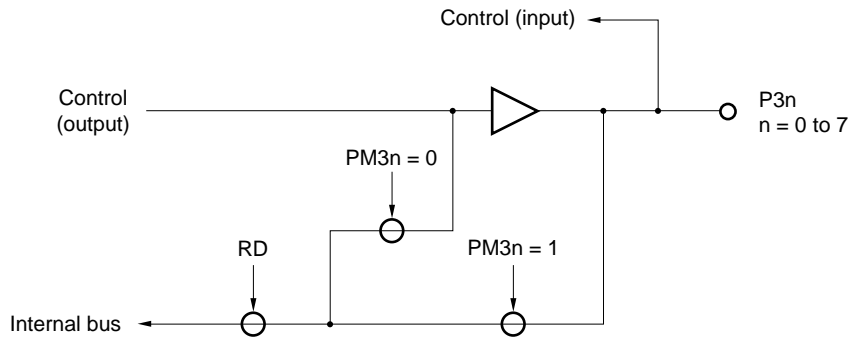 Control (input)
Control
(output)
P3n
n = 0 to 7
PM3n = 0
RD
PM3n = 1
Internal bus